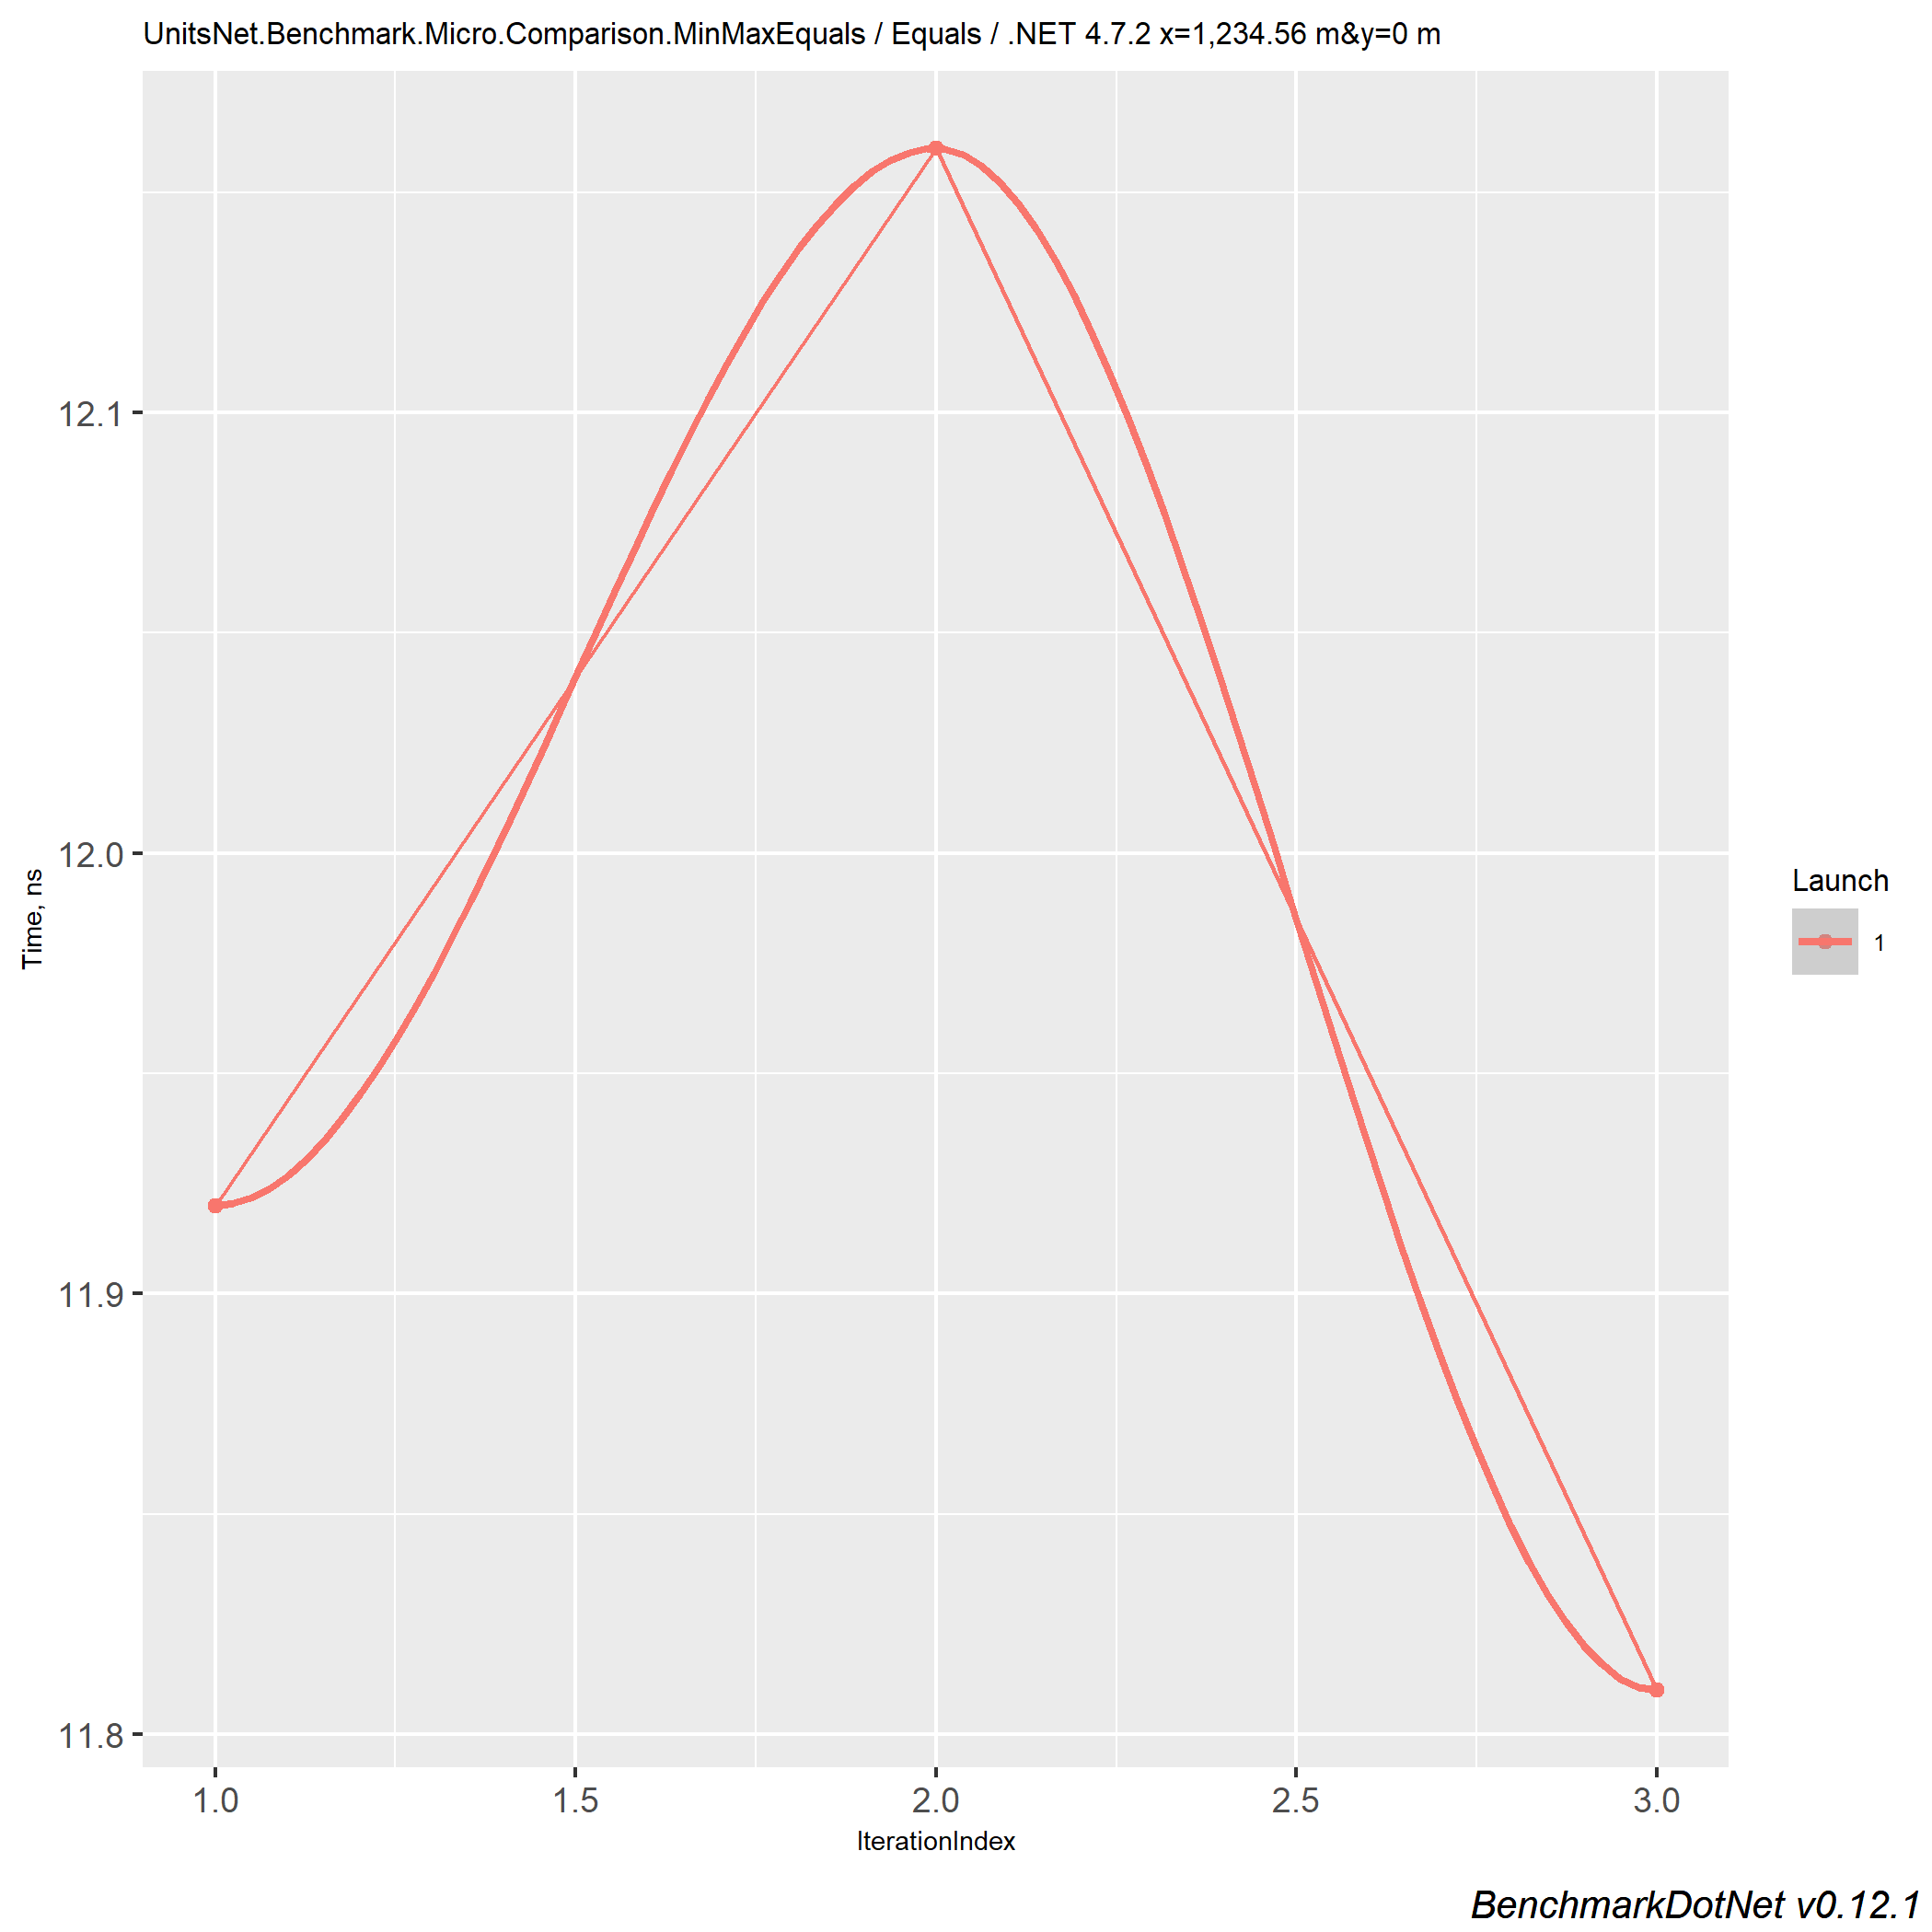 UnitsNet.Benchmark.Micro.Comparison.MinMaxEquals / Equals / .NET 4.7.2 x=1,234.56 m&y=0 m
12.1
12.0
11.9
11.8
Time, ns
1.0 1.5 2.0 2.5 3.0
IterationIndex
Launch
1
BenchmarkDotNet v0.12.1